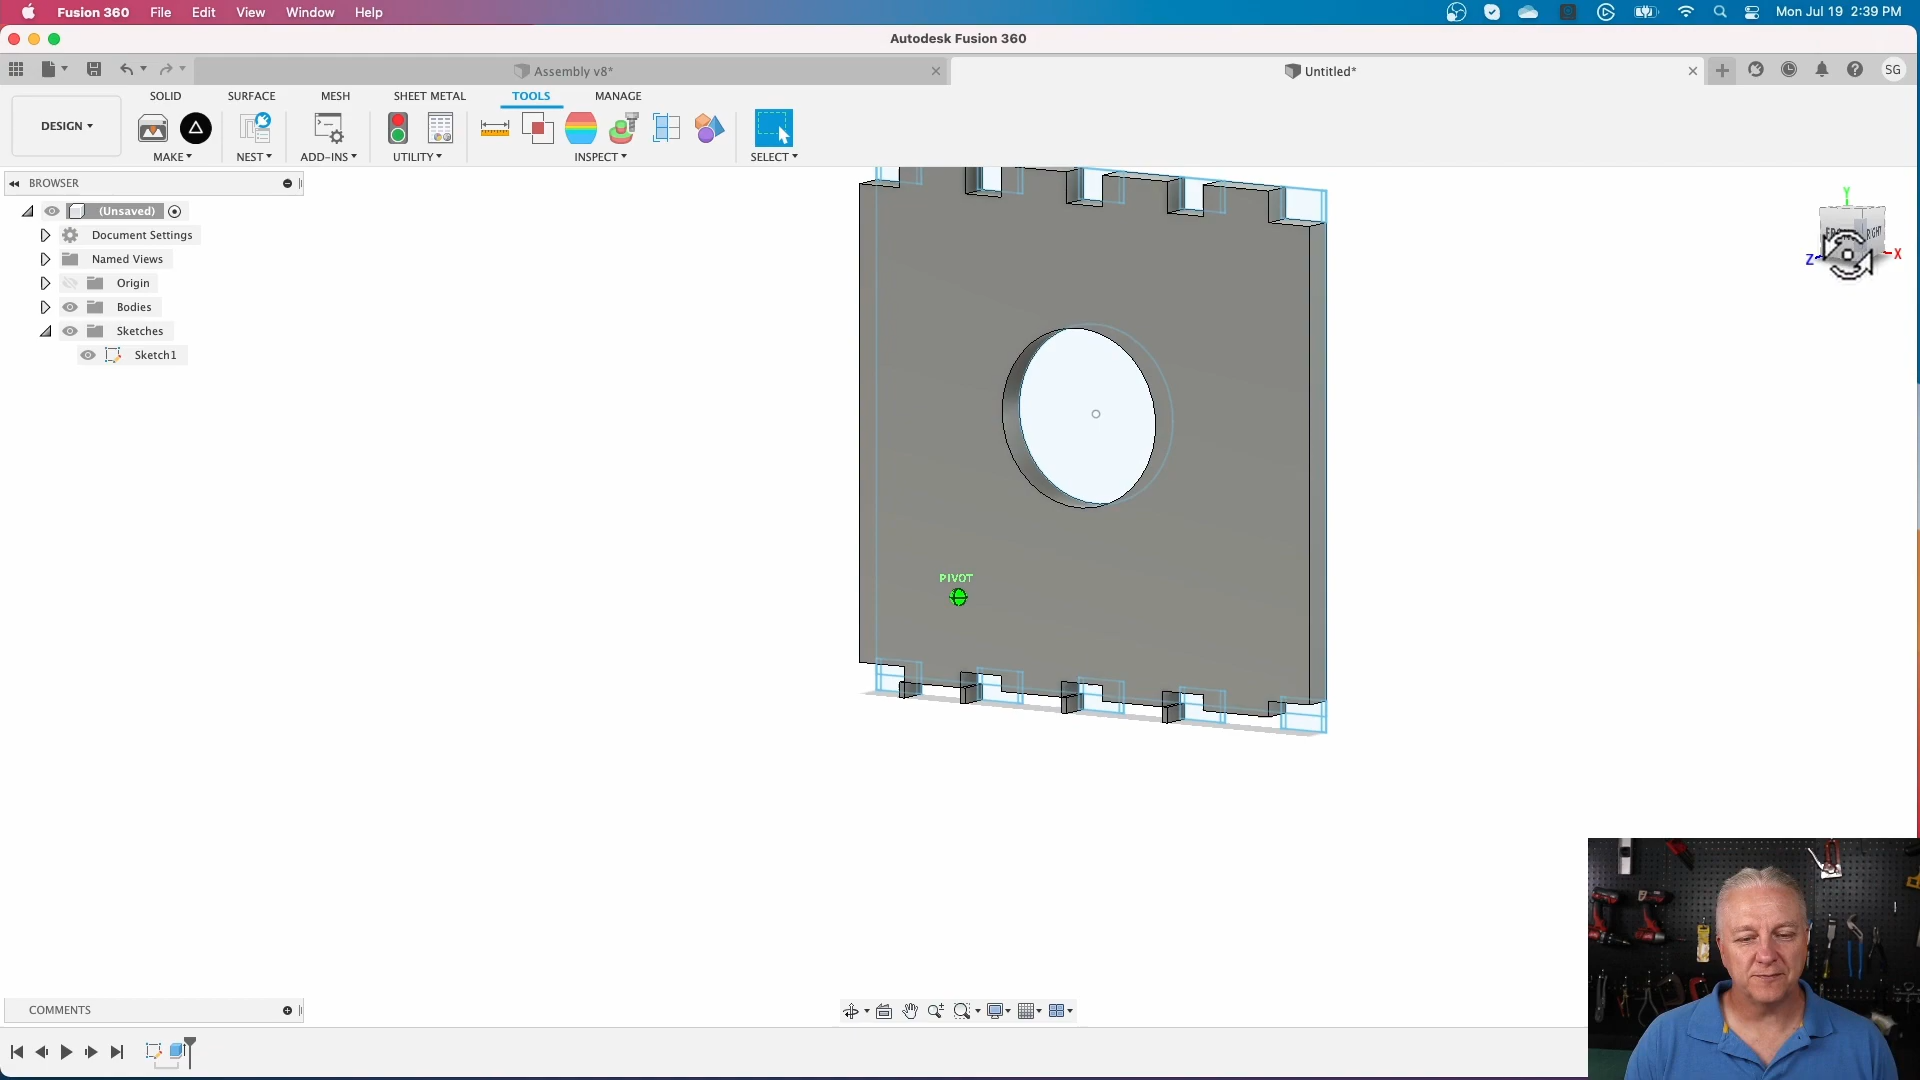 Fusion 360 File Edit View Window Help Mon Jul 19 2:39 PM
Autodesk Fusion 360
Assembly v8* Untitled* SG
SOLID SURFACE MESH SHEET METAL TOOLS MANAGE
DESIGN
MAKE NEST ADD-INS UTILITY INSPECT SELECT
BROWSER
(Unsaved)
Document Settings
Named Views
Origin
Bodies
Sketches
Sketch1
Y
Z
X
PIVOT
COMMENTS